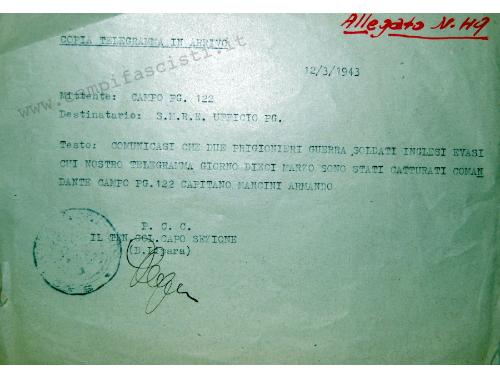 Allegato N. 49
COPIA TELEGRAMMA IN ARRIVO
www.campifascisti.it
12/3/1943
Mittente: CAMPO PG. 122
Destinatario: S.M.R.E. UFFICIO PG.
Testo: COMUNICASI CHE DUE PRIGIONIERI GUERRA SOLDATI INGLESI EVASI
CUI NOSTRO TELEGRAMMA GIORNO DIECI MARZO SONO STATI CATTURATI COMAN
DANTE CAMPO PG.122 CAPITANO MANCINI ARMANDO
P. C. C.
IL TEN.COL.CAPO SEZIONE